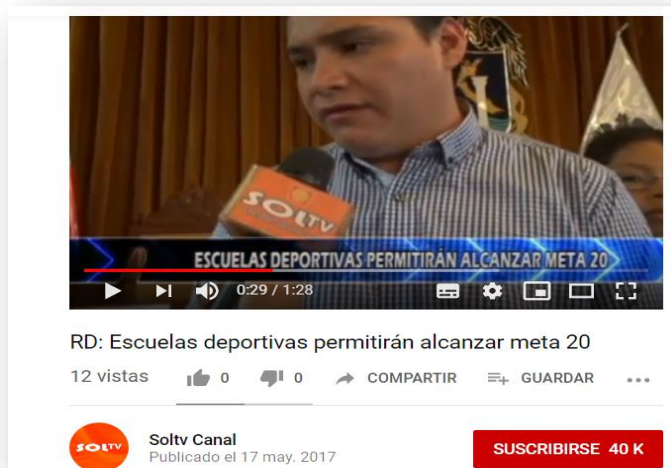 SOLTV
ESCUELAS DEPORTIVAS PERMITIRÁN ALCANZAR META 20
0:29 / 1:28
RD: Escuelas deportivas permitirán alcanzar meta 20
12 vistas 0 0 COMPARTIR GUARDAR
SOLTV
Soltv Canal
Publicado el 17 may. 2017
SUSCRIBIRSE 40 K